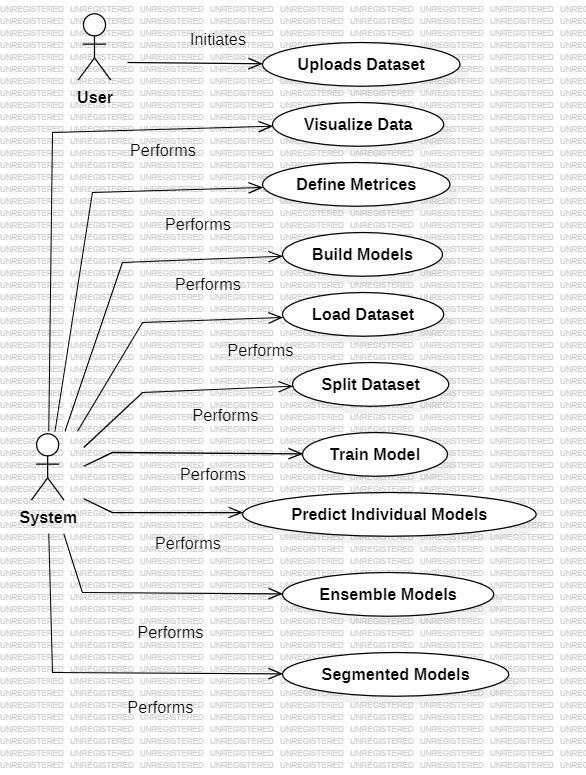 Initiates
Uploads Dataset
User
Visualize Data
Performs
Define Metrices
Performs
Build Models
Performs
Load Dataset
Performs
Split Dataset
Performs
Train Model
Performs
System
Predict Individual Models
Performs
Ensemble Models
Performs
Segmented Models
Performs
UNREGISTERED